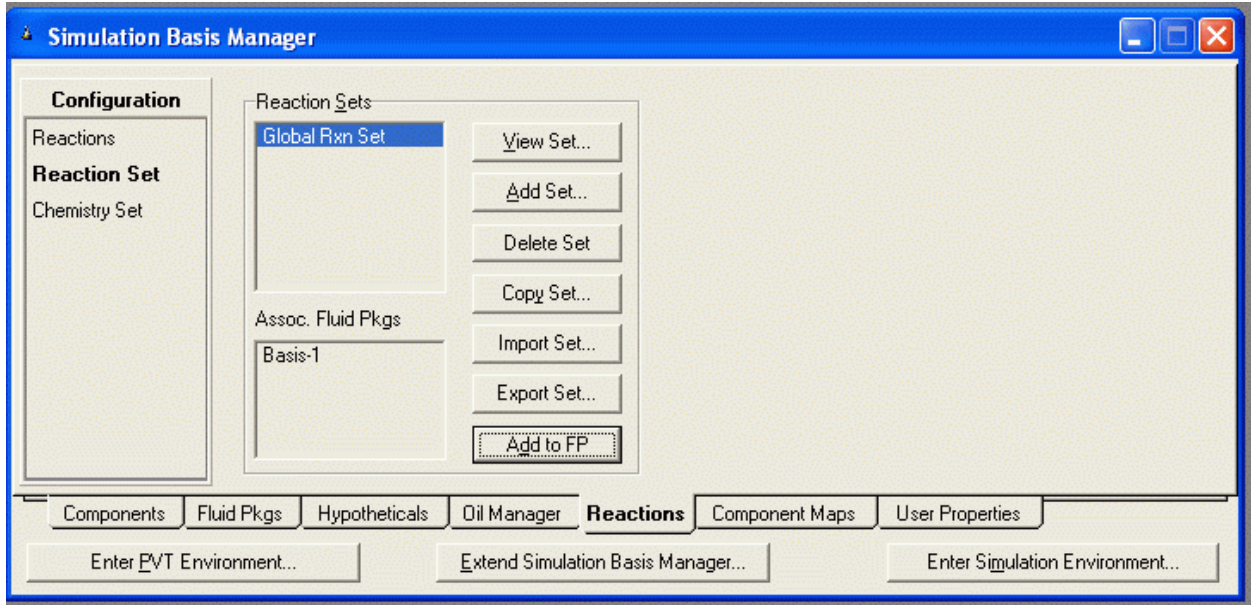 Simulation Basis Manager
Configuration
Reactions
Reaction Set
Chemistry Set
Reaction Sets
Global Rxn Set
View Set...
Add Set...
Delete Set
Copy Set...
Import Set...
Export Set...
Add to FP
Assoc. Fluid Pkgs
Basis-1
Components
Fluid Pkgs
Hypotheticals
Oil Manager
Reactions
Component Maps
User Properties
Enter PVT Environment...
Extend Simulation Basis Manager...
Enter Simulation Environment...